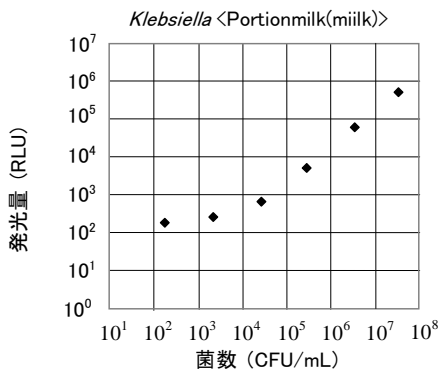 Klebsiella <Portionmilk(miilk)>
発光量 (RLU)
10⁷
10⁶
10⁵
10⁴
10³
10²
10¹
10⁰
10¹ 10² 10³ 10⁴ 10⁵ 10⁶ 10⁷ 10⁸
菌数 (CFU/mL)